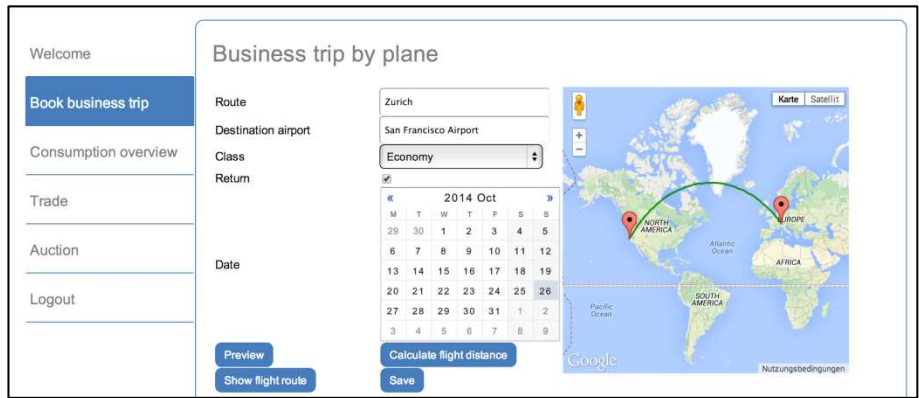 Welcome
Book business trip
Consumption overview
Trade
Auction
Logout
Business trip by plane
Route
Zurich
Destination airport
San Francisco Airport
Class
Economy
Return
Date
« 2014 Oct »
M T W T F S S
29 30 1 2 3 4 5
6 7 8 9 10 11 12
13 14 15 16 17 18 19
20 21 22 23 24 25 26
27 28 29 30 31 1 2
3 4 5 6 7 8 9
Preview
Calculate flight distance
Show flight route
Save
Karte Satellit
+
−
NORTH
AMERICA
EUROPE
Atlantic
Ocean
AFRICA
SOUTH
AMERICA
Pacific
Ocean
Google
Nutzungsbedingungen